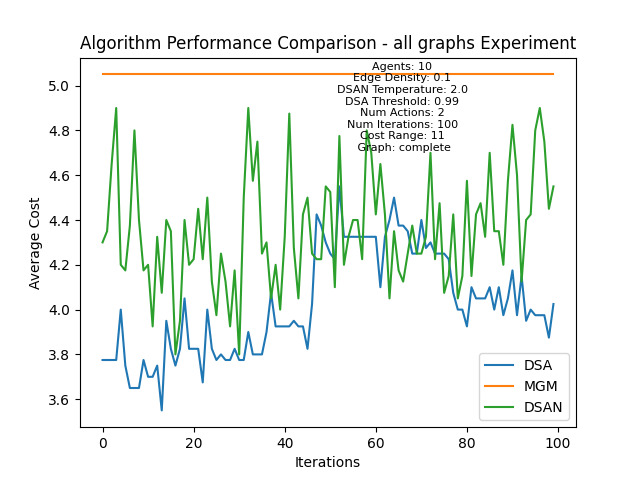 Algorithm Performance Comparison - all graphs Experiment
Agents: 10
Edge Density: 0.1
DSAN Temperature: 2.0
DSA Threshold: 0.99
Num Actions: 2
Num Iterations: 100
Cost Range: 11
Graph: complete
Average Cost
5.0
4.8
4.6
4.4
4.2
4.0
3.8
3.6
DSA
MGM
DSAN
0 20 40 60 80 100
Iterations